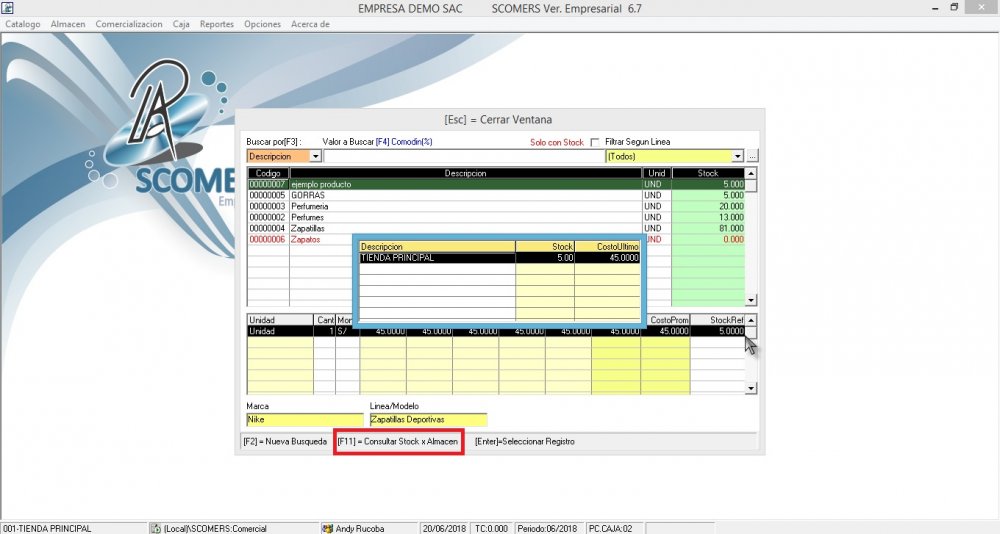 EMPRESA DEMO SAC SCOMERS Ver. Empresarial 6.7
Catalogo Almacen Comercializacion Caja Reportes Opciones Acerca de
SCOMERS
[Esc] = Cerrar Ventana
Buscar por[F3] : Valor a Buscar [F4] Comodin(%) Solo con Stock Filtrar Segun Linea
Descripcion (Todos) ...
Codigo Descripcion Unid Stock
00000007 ejemplo producto UND 5.000
00000005 GORRAS UND 5.000
00000003 Perfumeria UND 20.000
00000002 Perfumes UND 13.000
00000004 Zapatillas UND 81.000
00000006 Zapatos UND 0.000
Descripcion Stock CostoUltimo
TIENDA PRINCIPAL 5.00 45.0000
Unidad Cant Mon CostoProm StockRef
Unidad 1 S/ 45.0000 45.0000 45.0000 45.0000 45.0000 45.0000 45.0000 5.0000
Marca Linea/Modelo
Nike Zapatillas Deportivas
[F2] = Nueva Busqueda [F11] = Consultar Stock x Almacen [Enter]=Seleccionar Registro
001-TIENDA PRINCIPAL (Local)\SCOMERS:Comercial Andy Rucoba 20/06/2018 TC:0.000 Periodo:06/2018 PC.CAJA:02